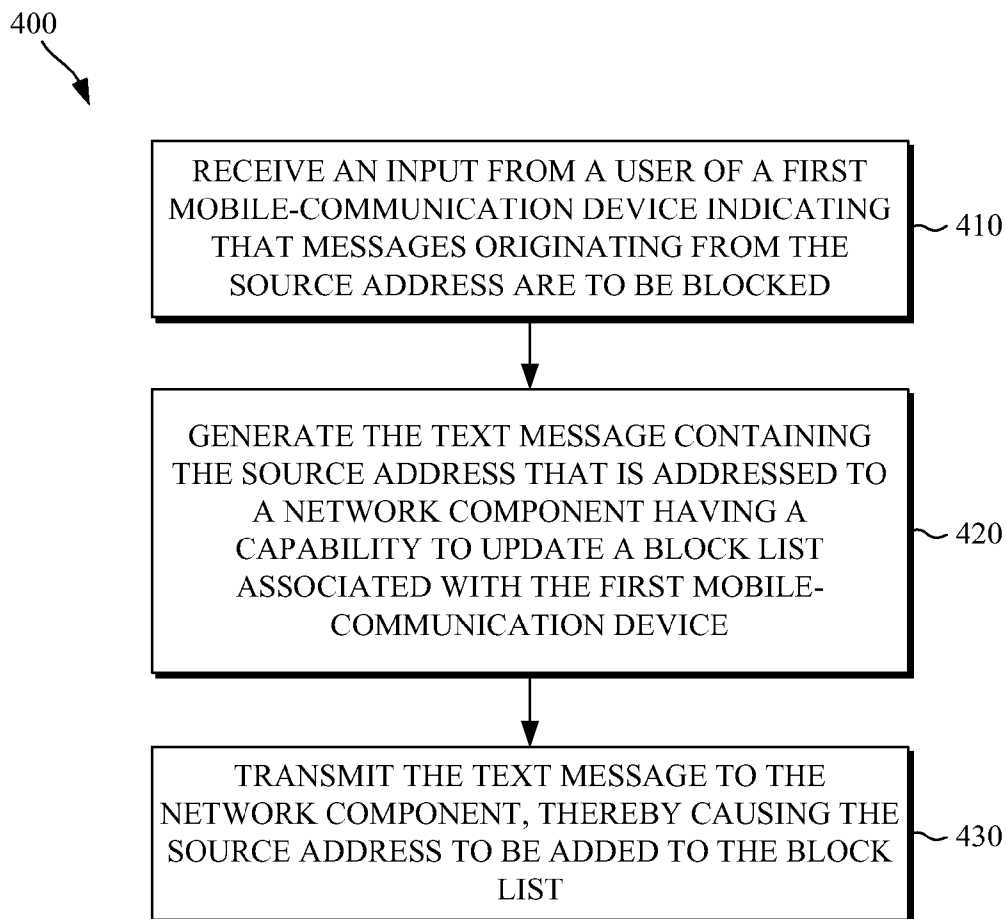 400
RECEIVE AN INPUT FROM A USER OF A FIRST
MOBILE-COMMUNICATION DEVICE INDICATING
THAT MESSAGES ORIGINATING FROM THE
SOURCE ADDRESS ARE TO BE BLOCKED
410
GENERATE THE TEXT MESSAGE CONTAINING
THE SOURCE ADDRESS THAT IS ADDRESSED TO
A NETWORK COMPONENT HAVING A
CAPABILITY TO UPDATE A BLOCK LIST
ASSOCIATED WITH THE FIRST MOBILE-
COMMUNICATION DEVICE
420
TRANSMIT THE TEXT MESSAGE TO THE
NETWORK COMPONENT, THEREBY CAUSING THE
SOURCE ADDRESS TO BE ADDED TO THE BLOCK
LIST
430